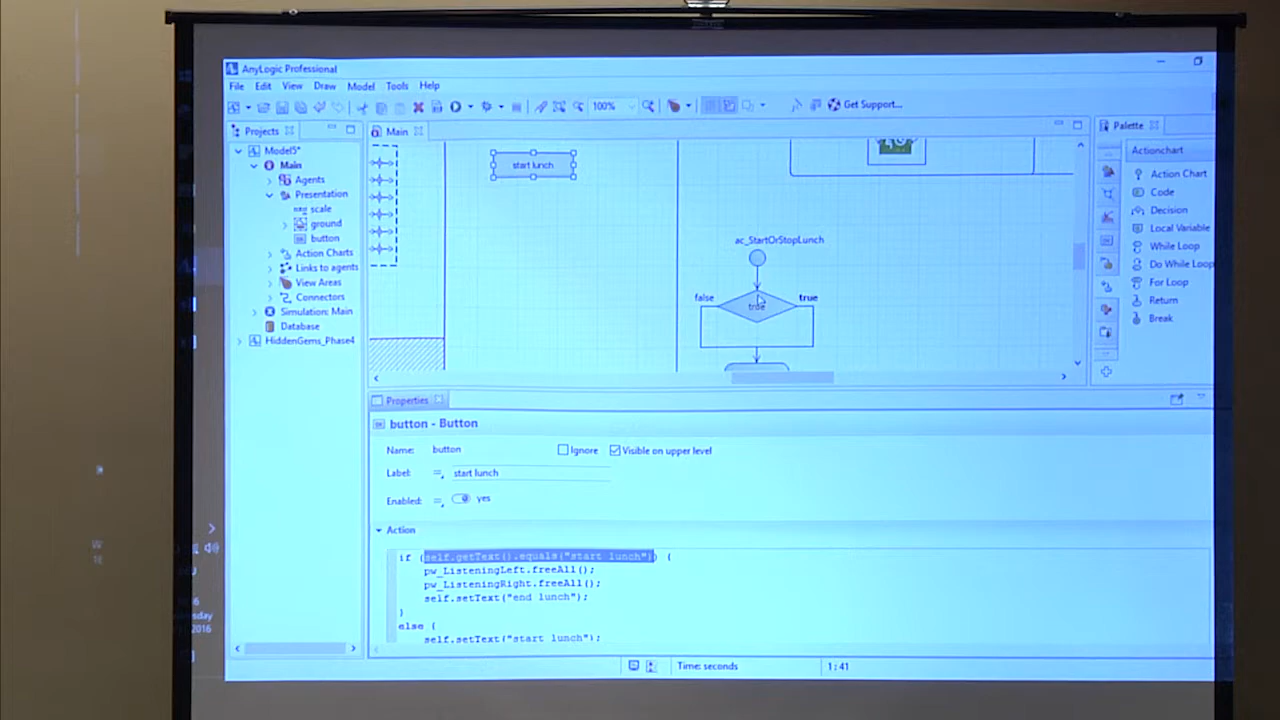 AnyLogic Professional
File Edit View Draw Model Tools Help
100% Get Support...
Projects
Model5*
Main
Agents
Presentation
scale
ground
button
Action Charts
Links to agents
View Areas
Connectors
Simulation: Main
Database
HiddenGems_Phase4
Main
start lunch
ac_StartOrStopLunch
false
true
true
Palette
Actionchart
Action Chart
Code
Decision
Local Variable
While Loop
Do While Loop
For Loop
Return
Break
Properties
button - Button
Name: button Ignore Visible on upper level
Label: start lunch
Enabled: yes
Action
if (self.getText().equals("start lunch")) {
pw_ListeningLeft.freeAll();
pw_ListeningRight.freeAll();
self.setText("end lunch");
}
else {
self.setText("start lunch");
Time: seconds 1:41
2016